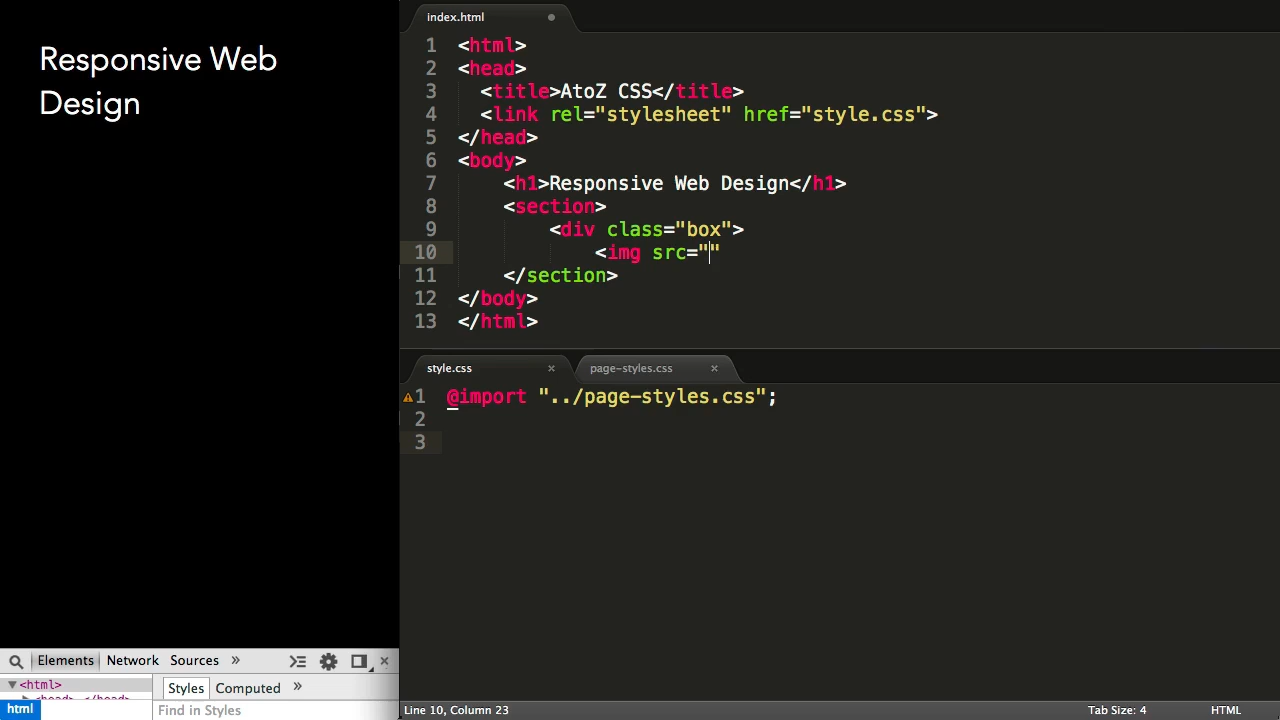 Responsive Web
Design
index.html
1 <html>
2 <head>
3 <title>AtoZ CSS</title>
4 <link rel="stylesheet" href="style.css">
5 </head>
6 <body>
7 <h1>Responsive Web Design</h1>
8 <section>
9 <div class="box">
10 <img src=""
11 </section>
12 </body>
13 </html>
style.css × page-styles.css ×
1 @import "../page-styles.css";
2
3
Elements Network Sources »
▼<html>
▶<head>…</head>
html
Styles Computed »
Find in Styles
Line 10, Column 23 Tab Size: 4 HTML